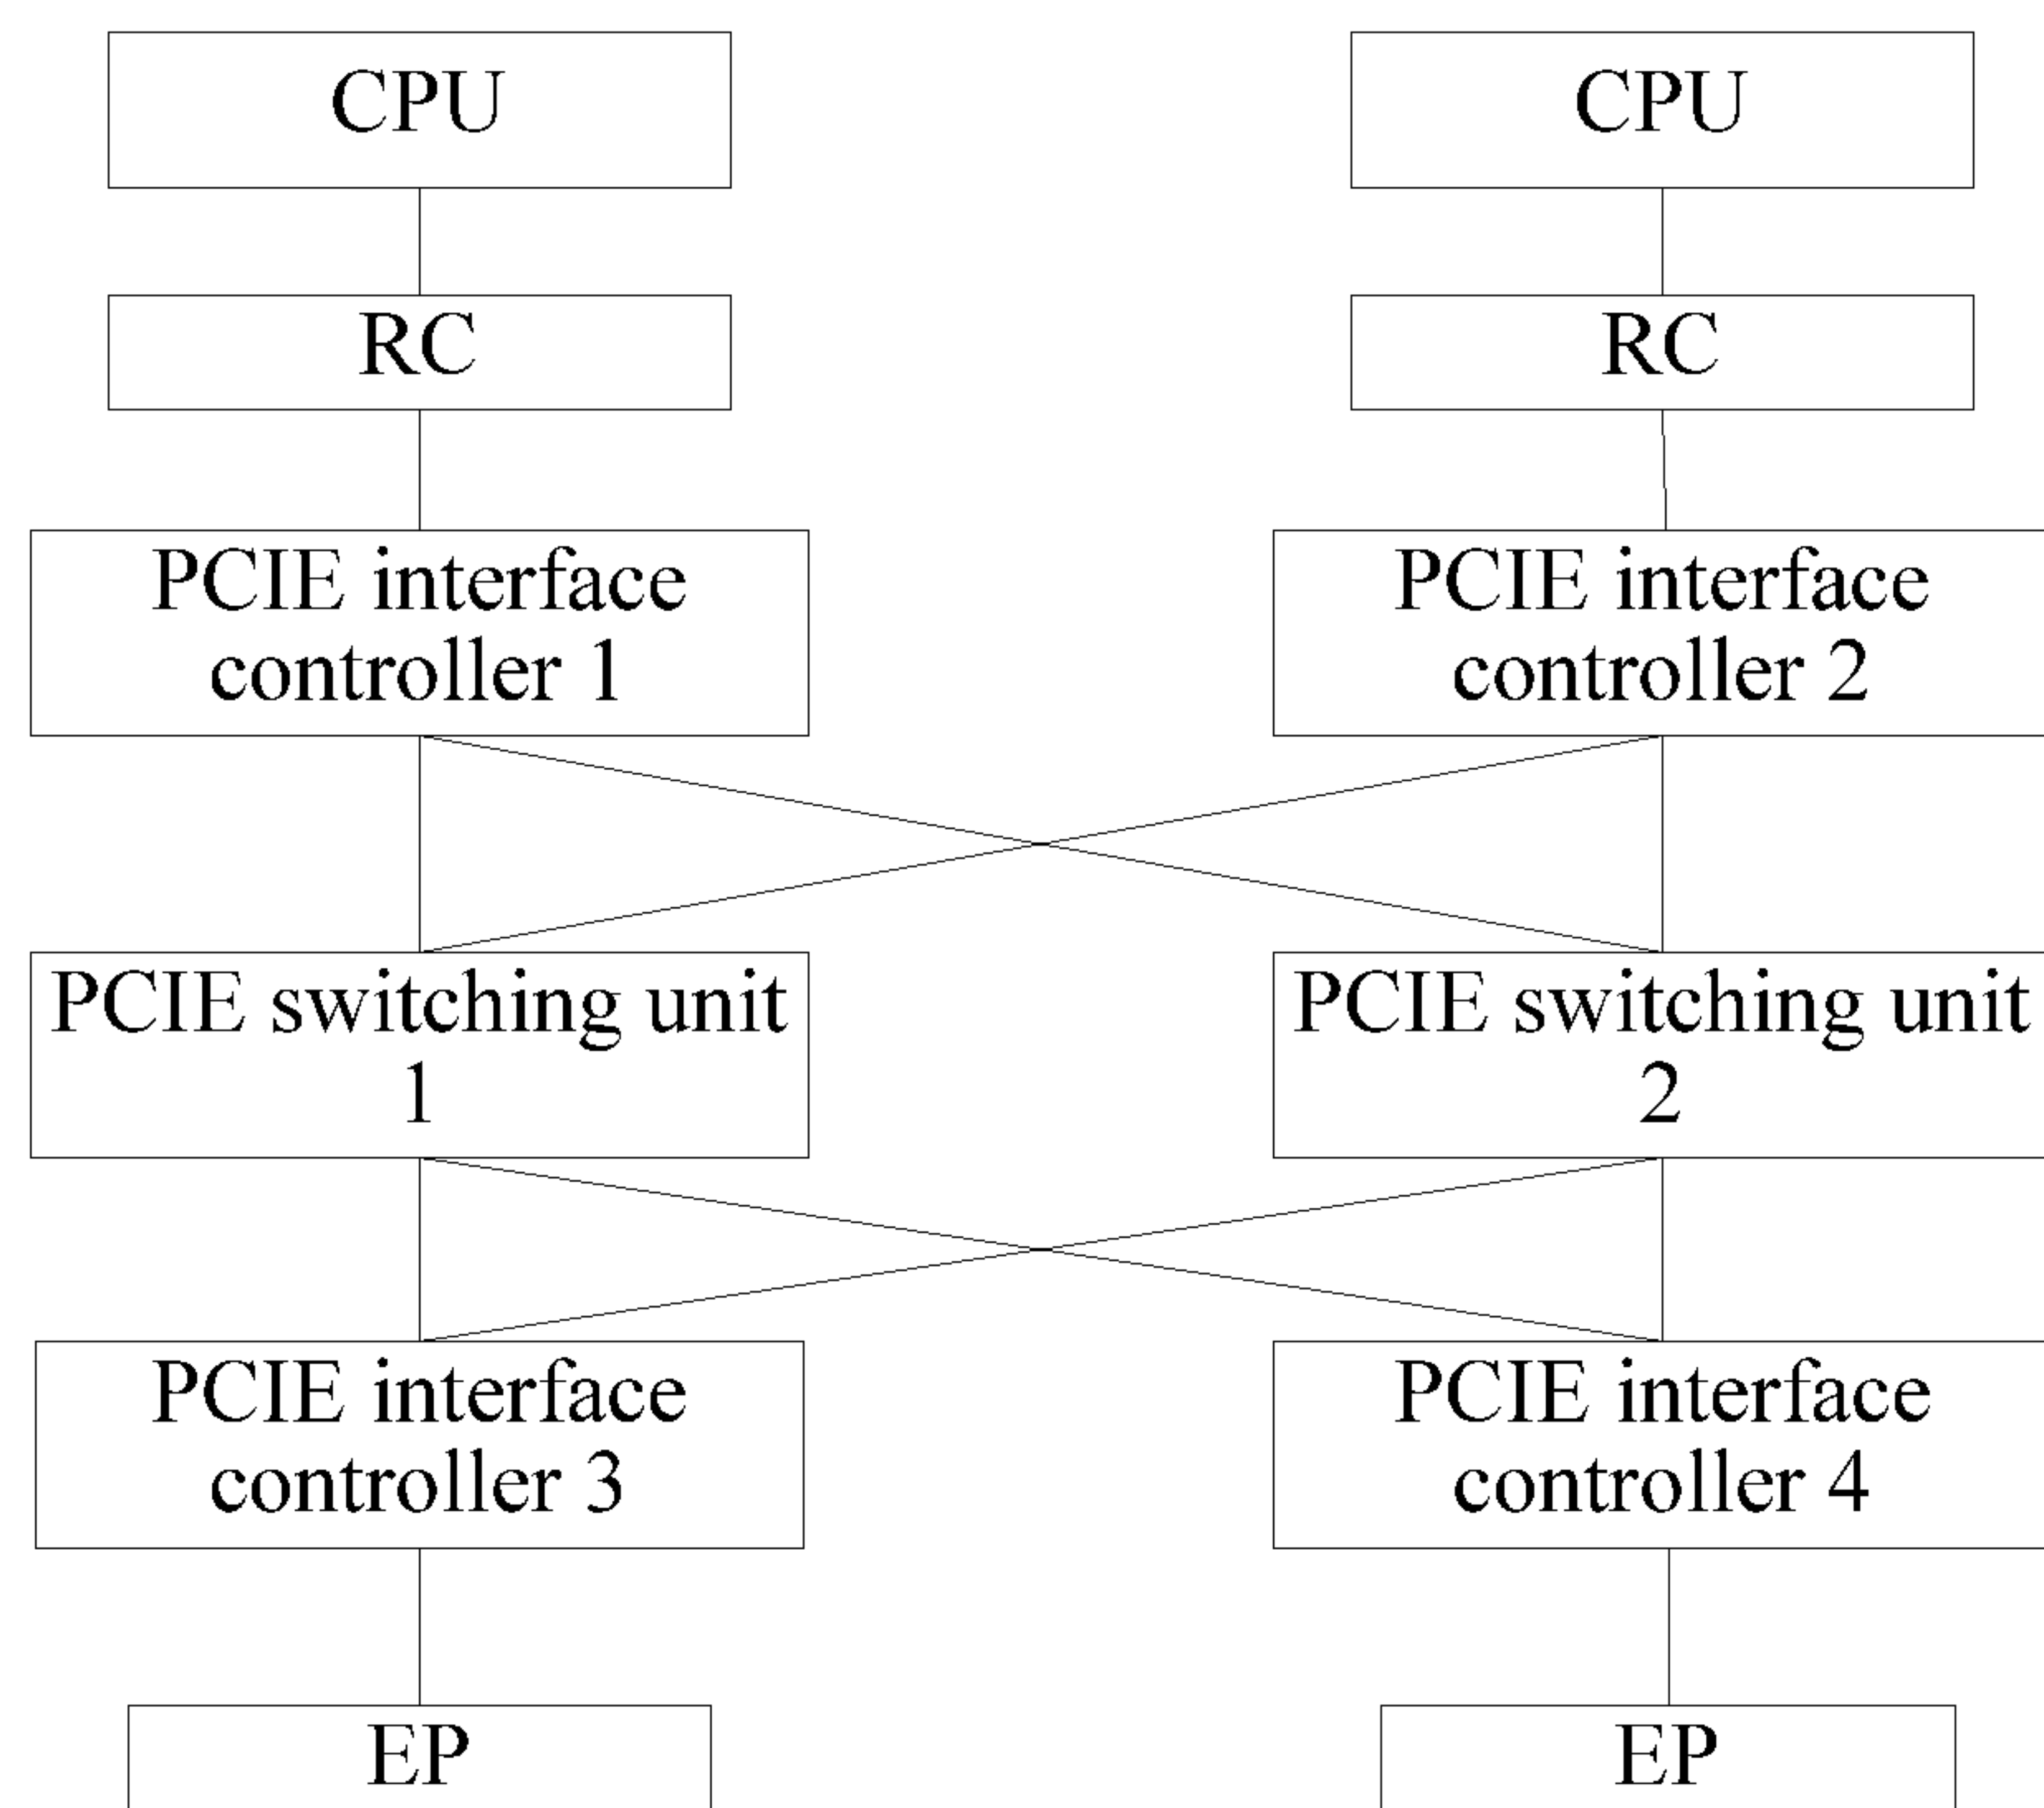 CPU
CPU
RC
RC
PCIE interface
controller 1
PCIE interface
controller 2
PCIE switching unit
1
PCIE switching unit
2
PCIE interface
controller 3
PCIE interface
controller 4
EP
EP